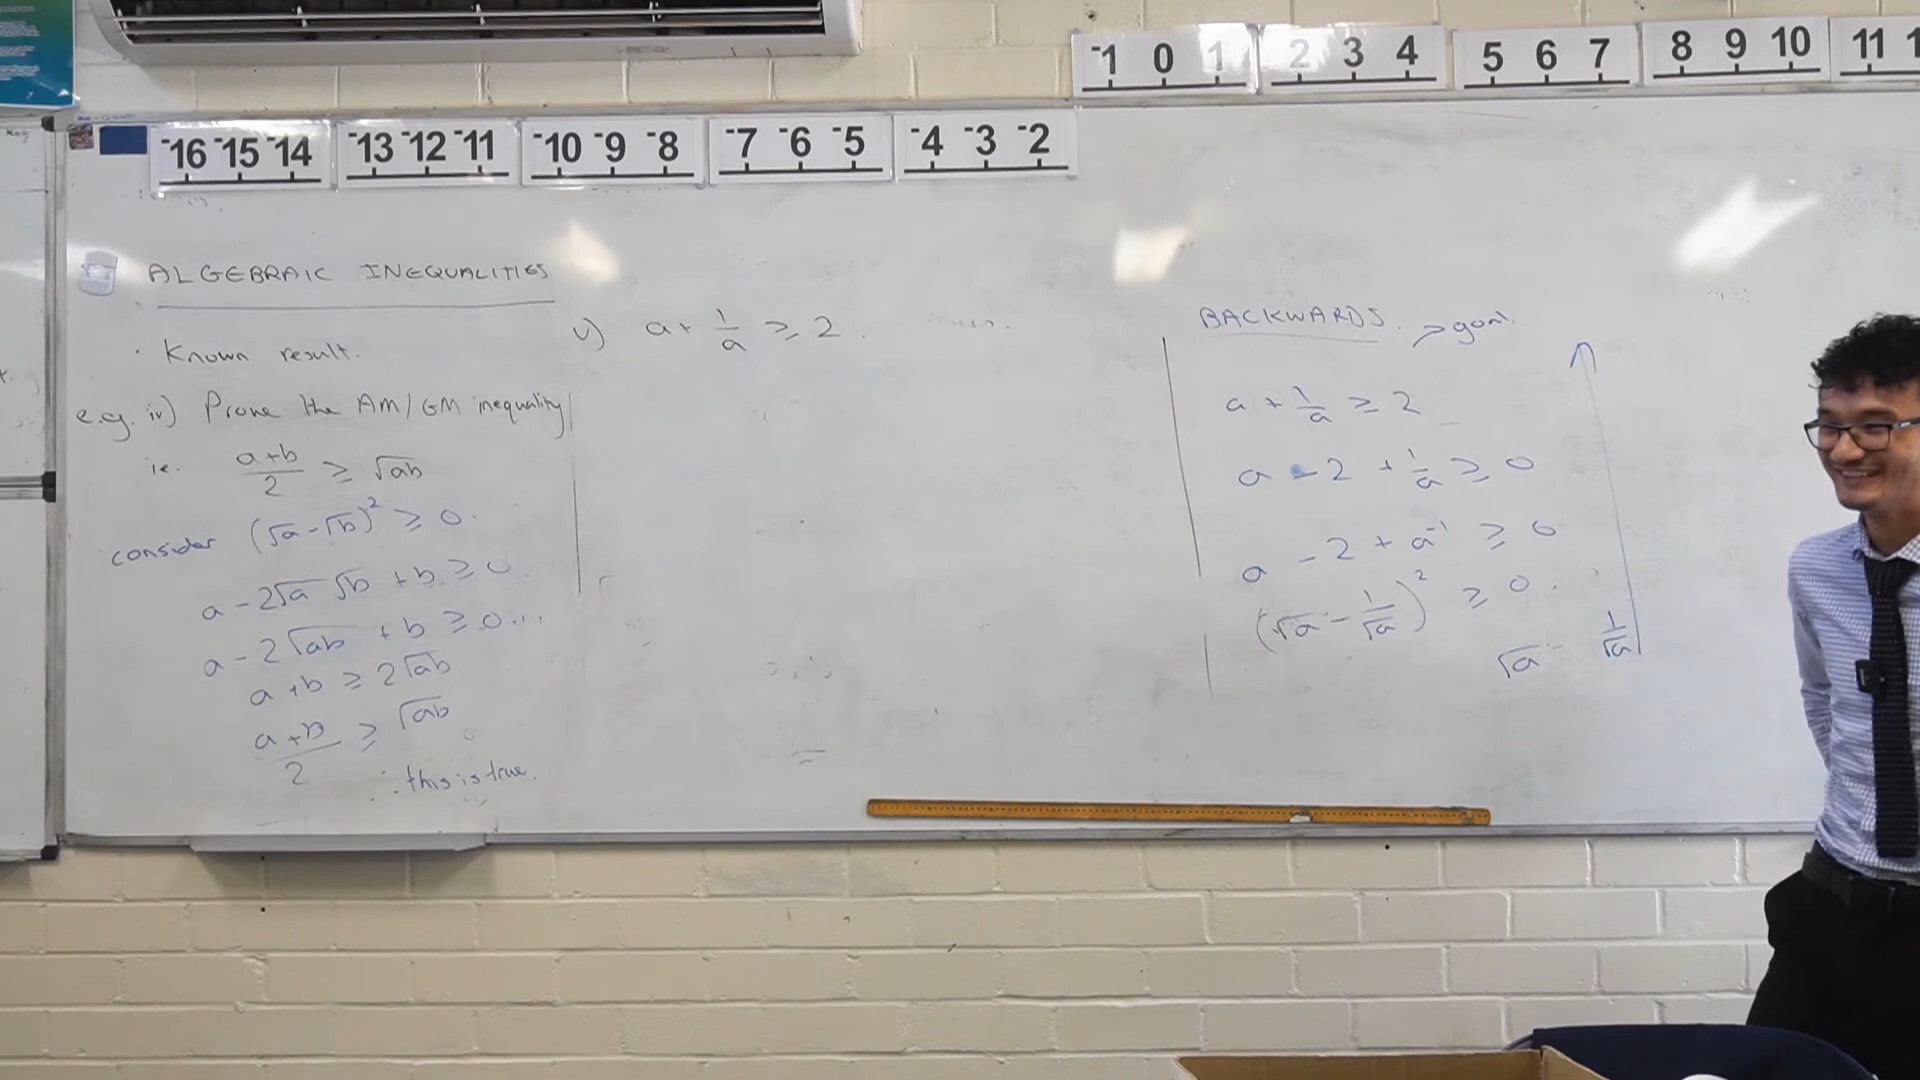 -1 0 1 2 3 4 5 6 7 8 9 10 11 1
-16 -15 -14 -13 -12 -11 -10 -9 -8 -7 -6 -5 -4 -3 -2
ALGEBRAIC INEQUALITIES
· Known result.
e.g. iv) Prove the AM/GM inequality
ie. (a+b)/2 ≥ √ab
consider (√a-√b)² ≥ 0.
a - 2√a √b + b ≥ 0.
a - 2√ab + b ≥ 0...
a + b ≥ 2√ab
(a+b)/2 ≥ √ab
∴ this is true.
v) a + 1/a ≥ 2.
BACKWARDS. → goal.
a + 1/a ≥ 2
a - 2 + 1/a ≥ 0
a - 2 + a⁻¹ ≥ 0
(√a - 1/√a)² ≥ 0.
√a - 1/√a